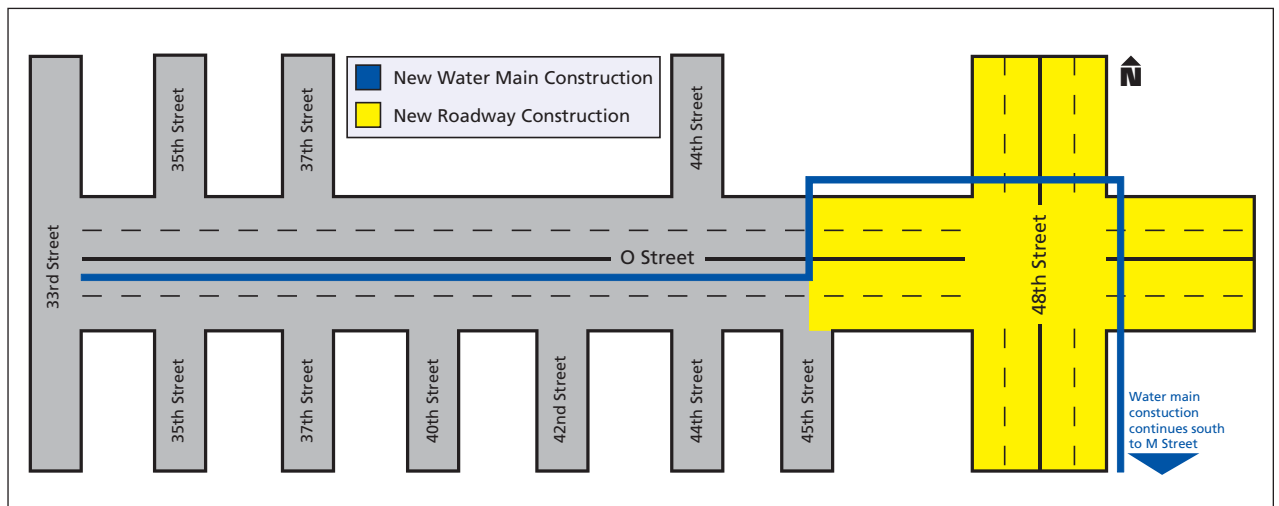 35th Street
37th Street
New Water Main Construction
New Roadway Construction
44th Street
N
33rd Street
O Street
48th Street
35th Street
37th Street
40th Street
42nd Street
44th Street
45th Street
Water main
constuction
continues south
to M Street